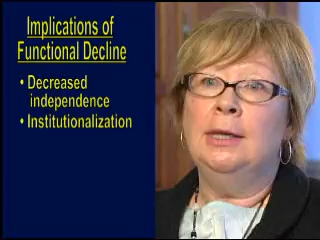 Implications of
Functional Decline
• Decreased
independence
• Institutionalization